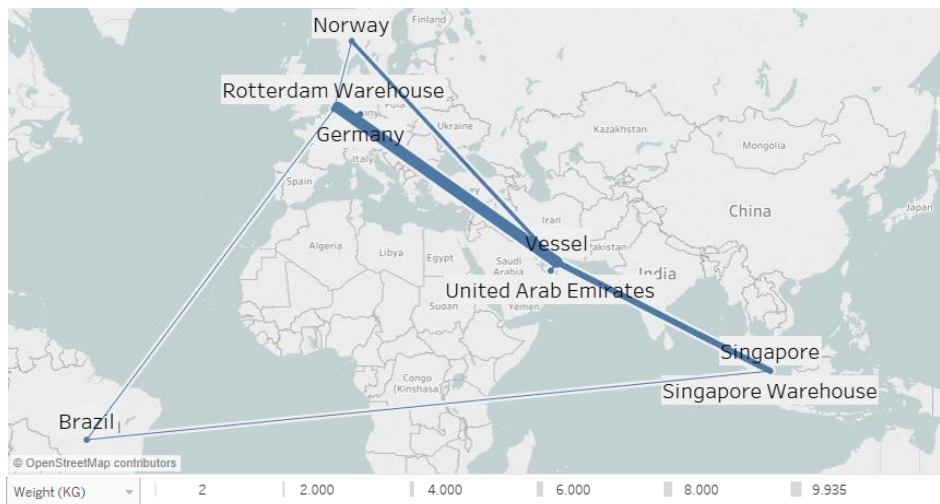 Norway
Finland
Rotterdam Warehouse
Germany
Ukraine
Kazakhstan
Mongolia
Italy
Spain
China
Japan
Iran
Vessel
Pakistan
Algeria
Libya
Egypt
Saudi
Arabia
India
United Arab Emirates
Yemen
Suoan
Singapore
Singapore Warehouse
Congo
(Kinshasa)
Brazil
© OpenStreetMap contributors
Weight (KG) 2 2.000 4.000 6.000 8.000 9.935